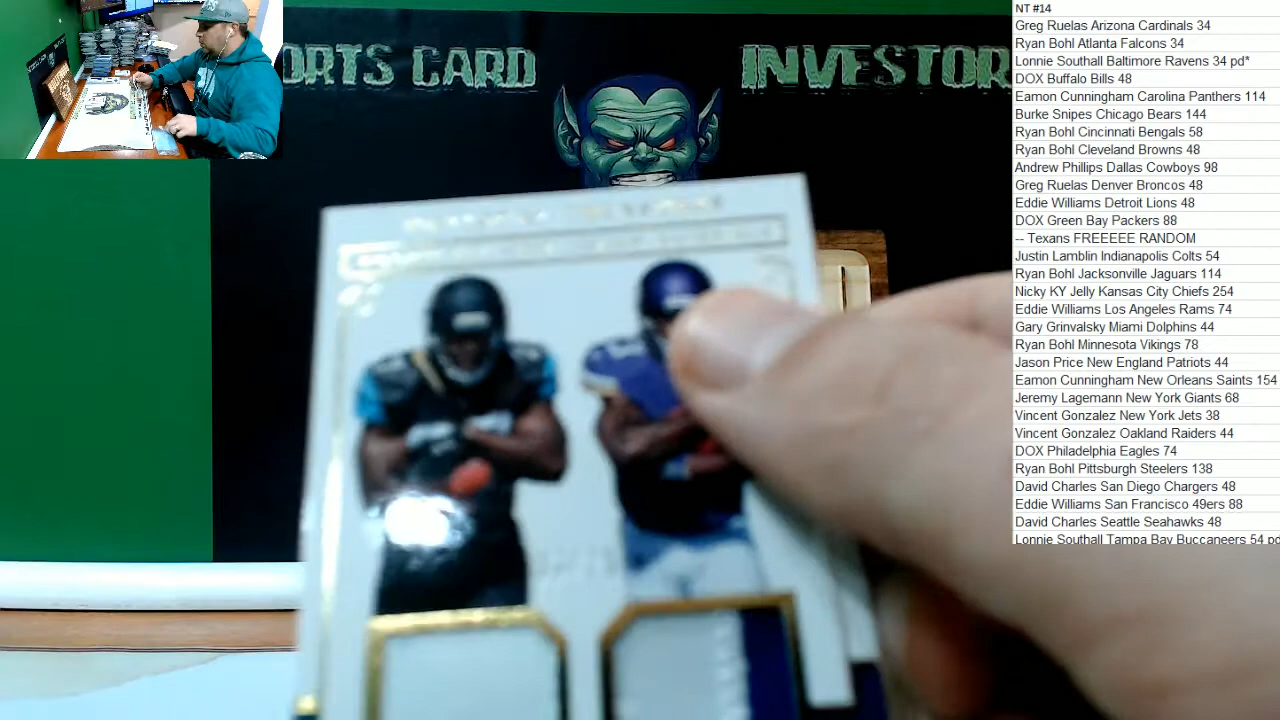 ORTS CARD
INVESTOR
NT #14
Greg Ruelas Arizona Cardinals 34
Ryan Bohl Atlanta Falcons 34
Lonnie Southall Baltimore Ravens 34 pd*
DOX Buffalo Bills 48
Eamon Cunningham Carolina Panthers 114
Burke Snipes Chicago Bears 144
Ryan Bohl Cincinnati Bengals 58
Ryan Bohl Cleveland Browns 48
Andrew Phillips Dallas Cowboys 98
Greg Ruelas Denver Broncos 48
Eddie Williams Detroit Lions 48
DOX Green Bay Packers 88
-- Texans FREEEEE RANDOM
Justin Lamblin Indianapolis Colts 54
Ryan Bohl Jacksonville Jaguars 114
Nicky KY Jelly Kansas City Chiefs 254
Eddie Williams Los Angeles Rams 74
Gary Grinvalsky Miami Dolphins 44
Ryan Bohl Minnesota Vikings 78
Jason Price New England Patriots 44
Eamon Cunningham New Orleans Saints 154
Jeremy Lagemann New York Giants 68
Vincent Gonzalez New York Jets 38
Vincent Gonzalez Oakland Raiders 44
DOX Philadelphia Eagles 74
Ryan Bohl Pittsburgh Steelers 138
David Charles San Diego Chargers 48
Eddie Williams San Francisco 49ers 88
David Charles Seattle Seahawks 48
Lonnie Southall Tampa Bay Buccaneers 54 pd